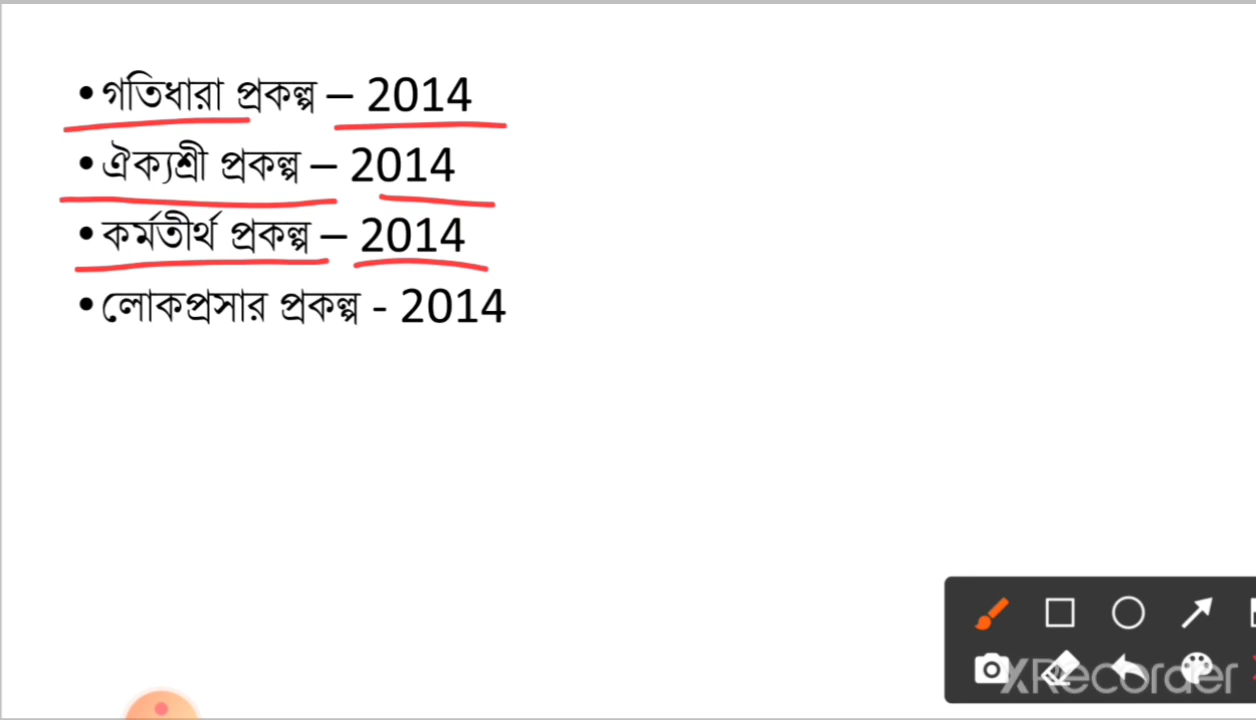 •গতিধারা প্রকল্প – 2014
•ঐক্যশ্রী প্রকল্প – 2014
•কর্মতীর্থ প্রকল্প – 2014
•লোকপ্রসার প্রকল্প - 2014
XRecorder